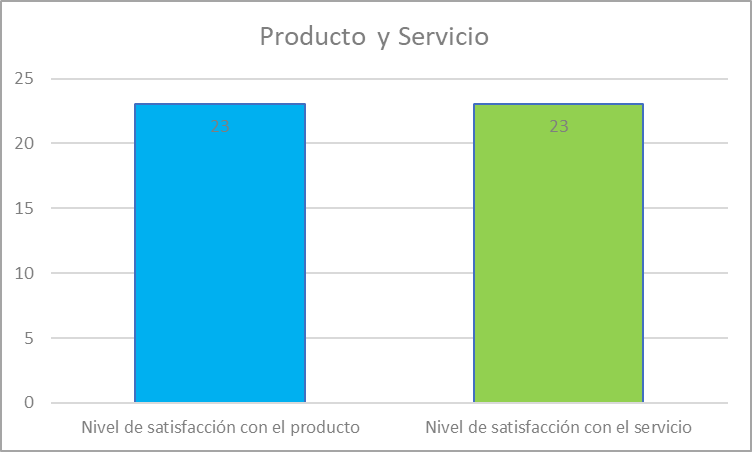 Producto y Servicio
25
20
15
10
5
0
23
23
Nivel de satisfacción con el producto
Nivel de satisfacción con el servicio